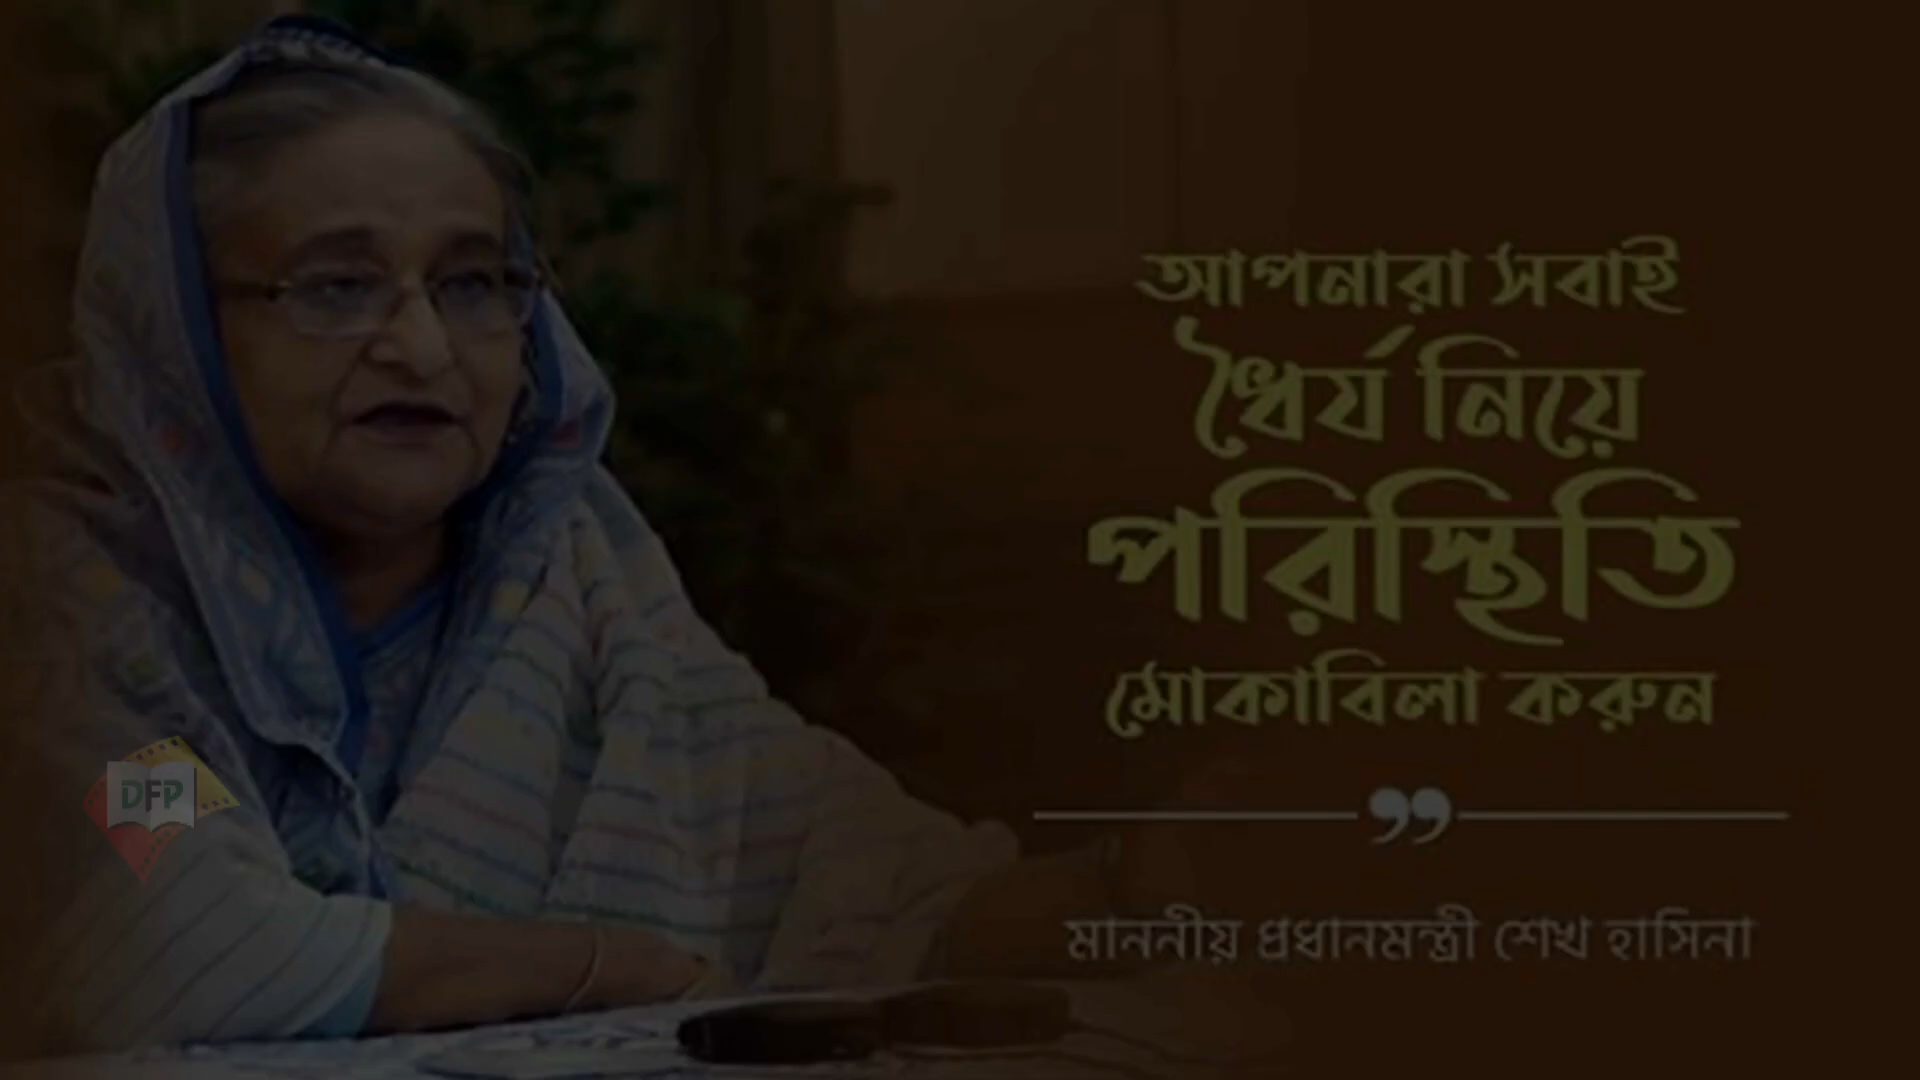 আপনারা সবাই
ধৈর্য নিয়ে
পরিস্থিতি
মোকাবিলা করুন
”
মাননীয় প্রধানমন্ত্রী শেখ হাসিনা
DFP